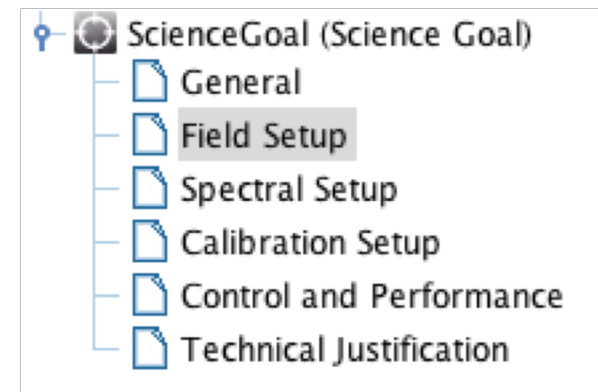 ScienceGoal (Science Goal)
General
Field Setup
Spectral Setup
Calibration Setup
Control and Performance
Technical Justification